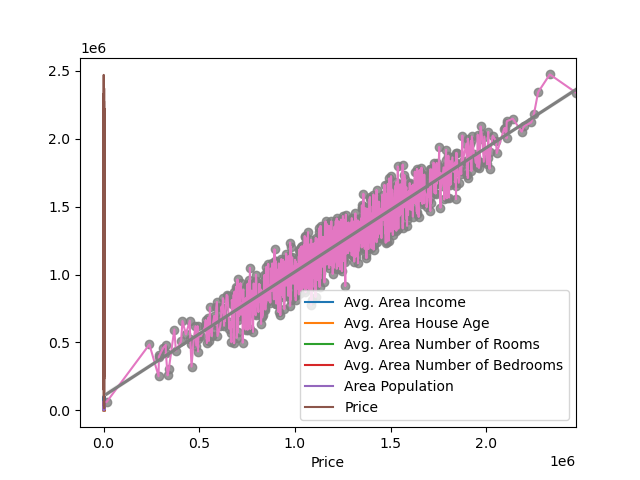 1e6
2.5
2.0
1.5
1.0
0.5
0.0
Avg. Area Income
Avg. Area House Age
Avg. Area Number of Rooms
Avg. Area Number of Bedrooms
Area Population
Price
0.0 0.5 1.0 1.5 2.0
1e6
Price